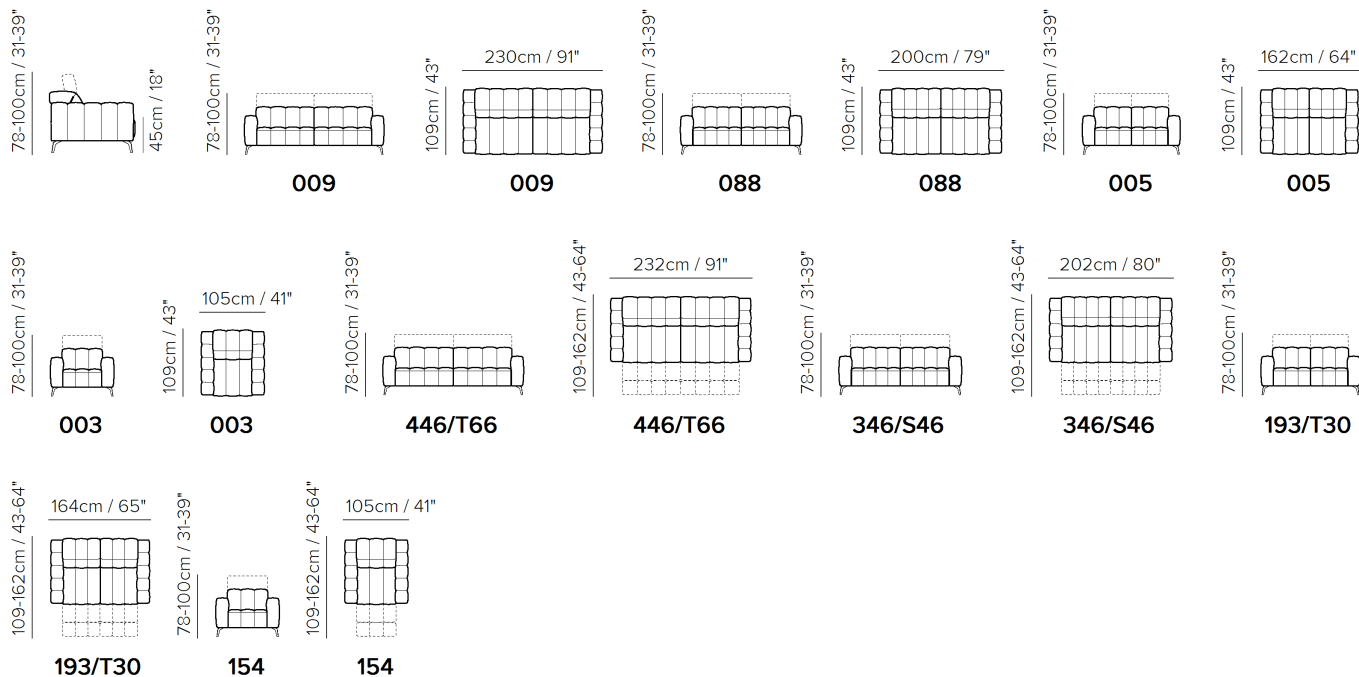 78-100cm / 31-39"
45cm / 18"
78-100cm / 31-39"
009
109cm / 43"
230cm / 91"
009
78-100cm / 31-39"
088
109cm / 43"
200cm / 79"
088
78-100cm / 31-39"
005
109cm / 43"
162cm / 64"
005
78-100cm / 31-39"
003
109cm / 43"
105cm / 41"
003
78-100cm / 31-39"
446/T66
109-162cm / 43-64"
232cm / 91"
446/T66
78-100cm / 31-39"
346/S46
109-162cm / 43-64"
202cm / 80"
346/S46
78-100cm / 31-39"
193/T30
109-162cm / 43-64"
164cm / 65"
193/T30
78-100cm / 31-39"
154
109-162cm / 43-64"
105cm / 41"
154